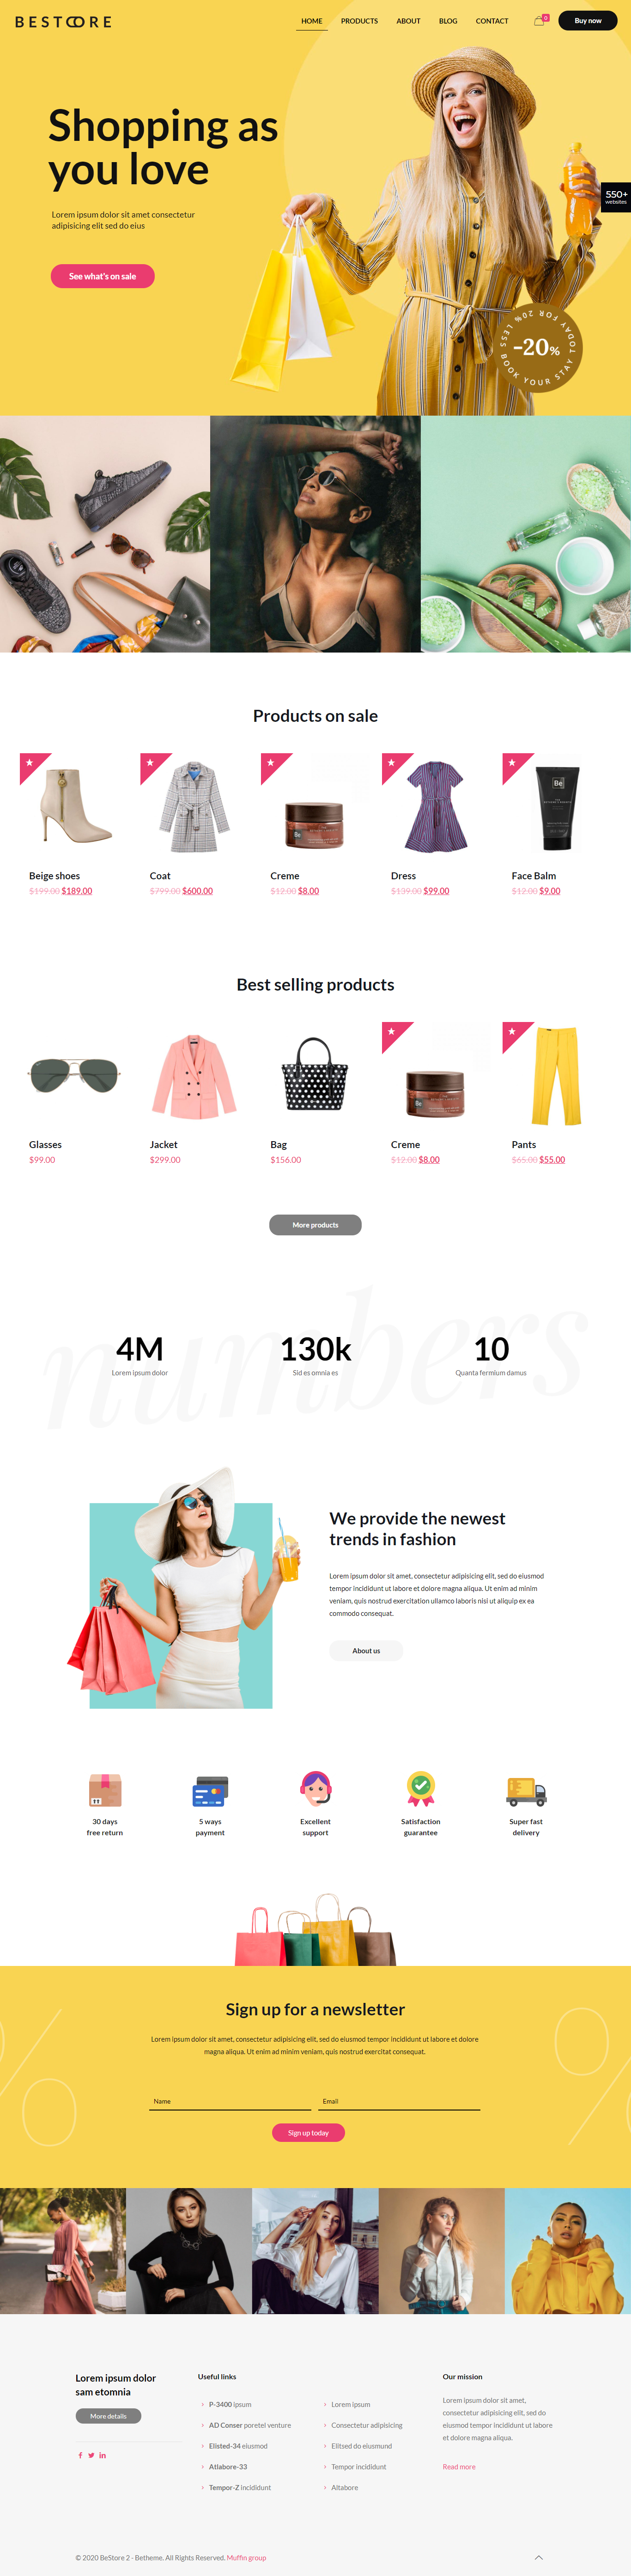 BESTORE
HOME PRODUCTS ABOUT BLOG CONTACT 0 Buy now
Shopping as
you love
Lorem ipsum dolor sit amet consectetur
adipisicing elit sed do eius
See what's on sale
550+
websites
-20%
LESS BOOK YOUR STAY TODAY FOR 20%
Products on sale
Beige shoes
$199.00 $189.00
Coat
$799.00 $600.00
Creme
$12.00 $8.00
Dress
$139.00 $99.00
Be
Face Balm
$12.00 $9.00
Best selling products
Glasses
$99.00
Jacket
$299.00
Bag
$156.00
Creme
$12.00 $8.00
Pants
$65.00 $55.00
More products
numbers
4M
Lorem ipsum dolor
130k
Sid es omnia es
10
Quanta fermium damus
We provide the newest
trends in fashion
Lorem ipsum dolor sit amet, consectetur adipisicing elit, sed do eiusmod
tempor incididunt ut labore et dolore magna aliqua. Ut enim ad minim
veniam, quis nostrud exercitation ullamco laboris nisi ut aliquip ex ea
commodo consequat.
About us
30 days
free return
5 ways
payment
Excellent
support
Satisfaction
guarantee
Super fast
delivery
Sign up for a newsletter
Lorem ipsum dolor sit amet, consectetur adipisicing elit, sed do eiusmod tempor incididunt ut labore et dolore
magna aliqua. Ut enim ad minim veniam, quis nostrud exercitat consequat.
% %
Name Email
Sign up today
Lorem ipsum dolor
sam etomnia
More details
Useful links
P-3400 ipsum
AD Conser poretel venture
Elisted-34 eiusmod
Atlabore-33
Tempor-Z incididunt
Lorem ipsum
Consectetur adipisicing
Elitsed do eiusmund
Tempor incididunt
Altabore
Our mission
Lorem ipsum dolor sit amet,
consectetur adipisicing elit, sed do
eiusmod tempor incididunt ut labore
et dolore magna aliqua.
Read more
© 2020 BeStore 2 - Betheme. All Rights Reserved. Muffin group